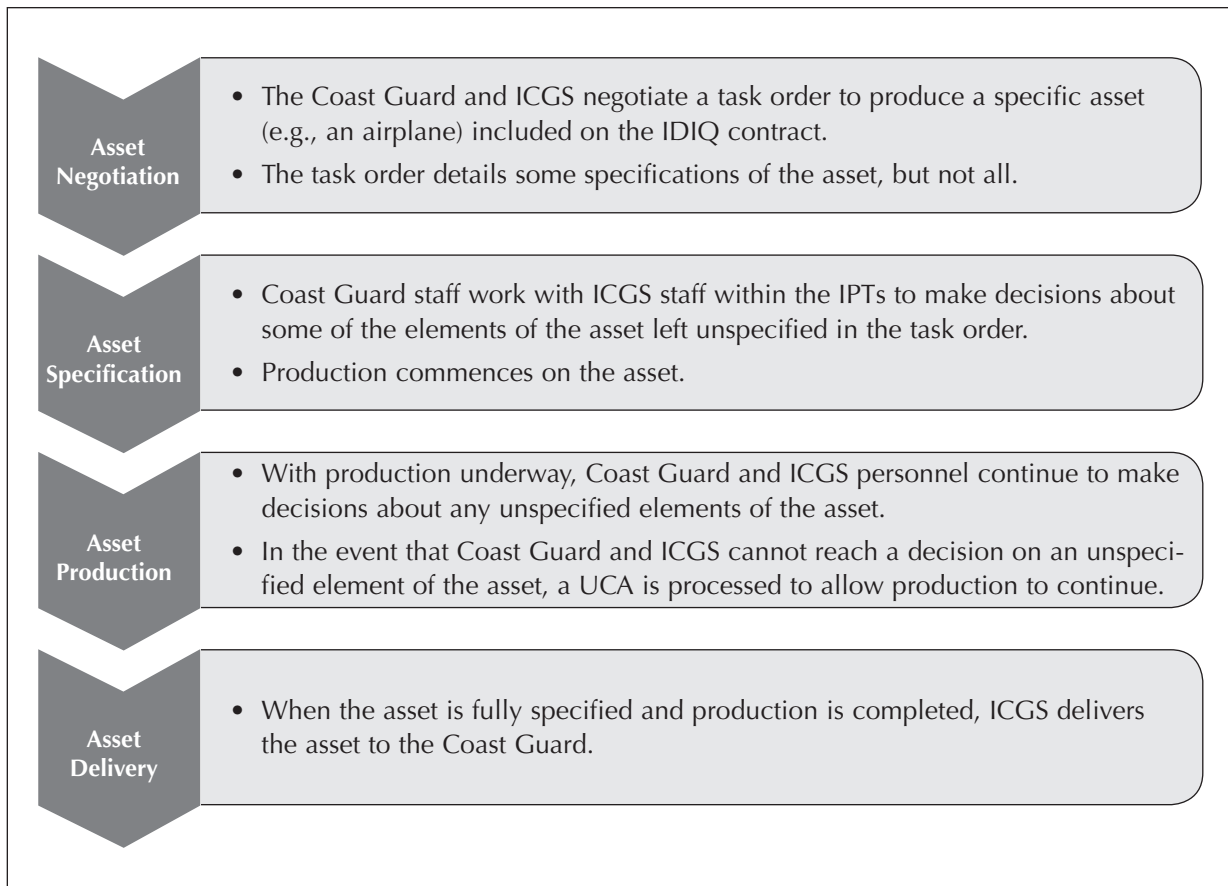 Asset
Negotiation
• The Coast Guard and ICGS negotiate a task order to produce a specific asset
(e.g., an airplane) included on the IDIQ contract.
• The task order details some specifications of the asset, but not all.
Asset
Specification
• Coast Guard staff work with ICGS staff within the IPTs to make decisions about
some of the elements of the asset left unspecified in the task order.
• Production commences on the asset.
Asset
Production
• With production underway, Coast Guard and ICGS personnel continue to make
decisions about any unspecified elements of the asset.
• In the event that Coast Guard and ICGS cannot reach a decision on an unspeci-
fied element of the asset, a UCA is processed to allow production to continue.
Asset
Delivery
• When the asset is fully specified and production is completed, ICGS delivers
the asset to the Coast Guard.